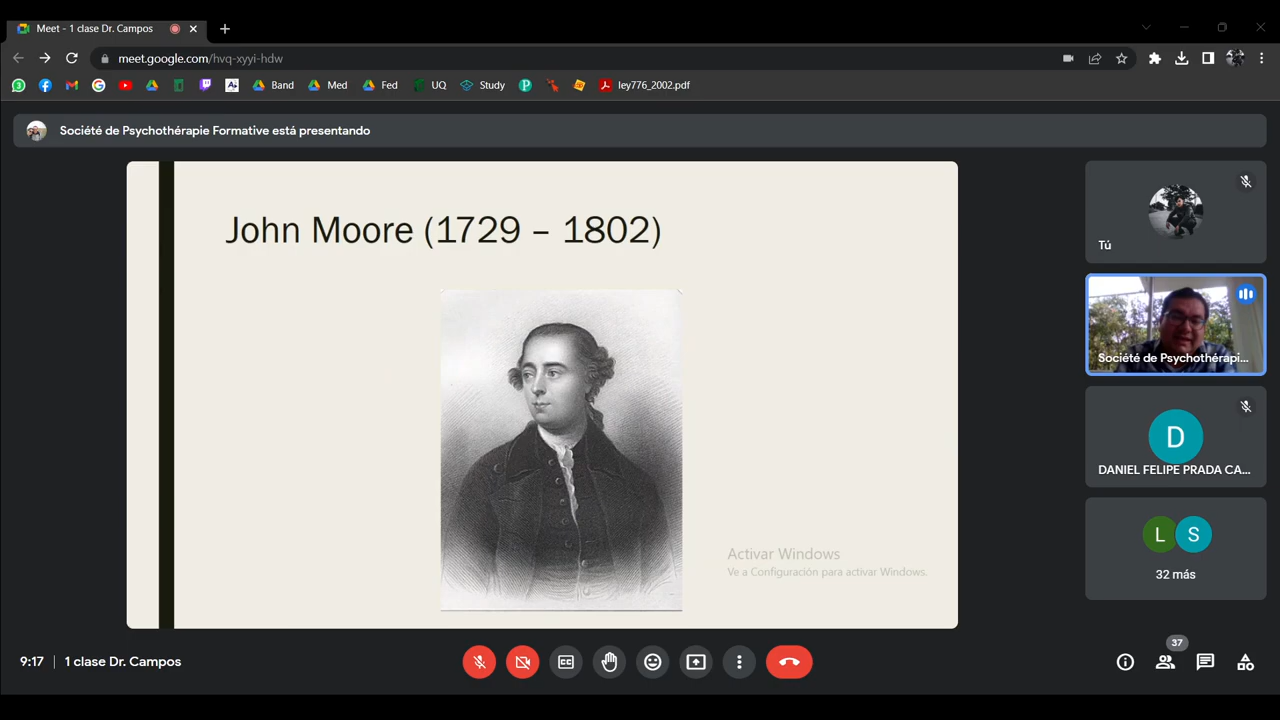 Meet - 1 clase Dr. Campos
meet.google.com/hvq-xyyi-hdw
Band
Med
Fed
UQ
Study
ley776_2002.pdf
Société de Psychothérapie Formative está presentando
John Moore (1729 – 1802)
Activar Windows
Ve a Configuración para activar Windows.
Tú
Société de Psychothérapi...
D
DANIEL FELIPE PRADA CA...
L
S
32 más
9:17
1 clase Dr. Campos
37